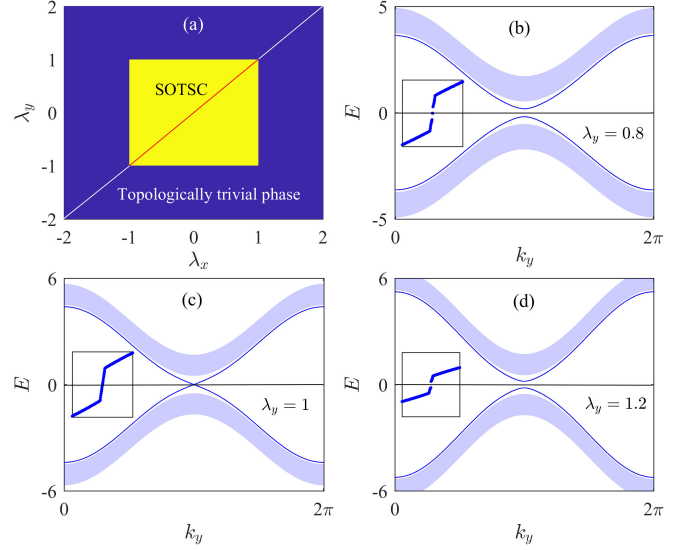 (a)
2
1
0
-1
-2
λy
SOTSC
Topologically trivial phase
-2 -1 0 1 2
λx
(b)
5
0
-5
E
λy = 0.8
0 2π
ky
(c)
6
0
-6
E
λy = 1
0 2π
ky
(d)
6
0
-6
E
λy = 1.2
0 2π
ky